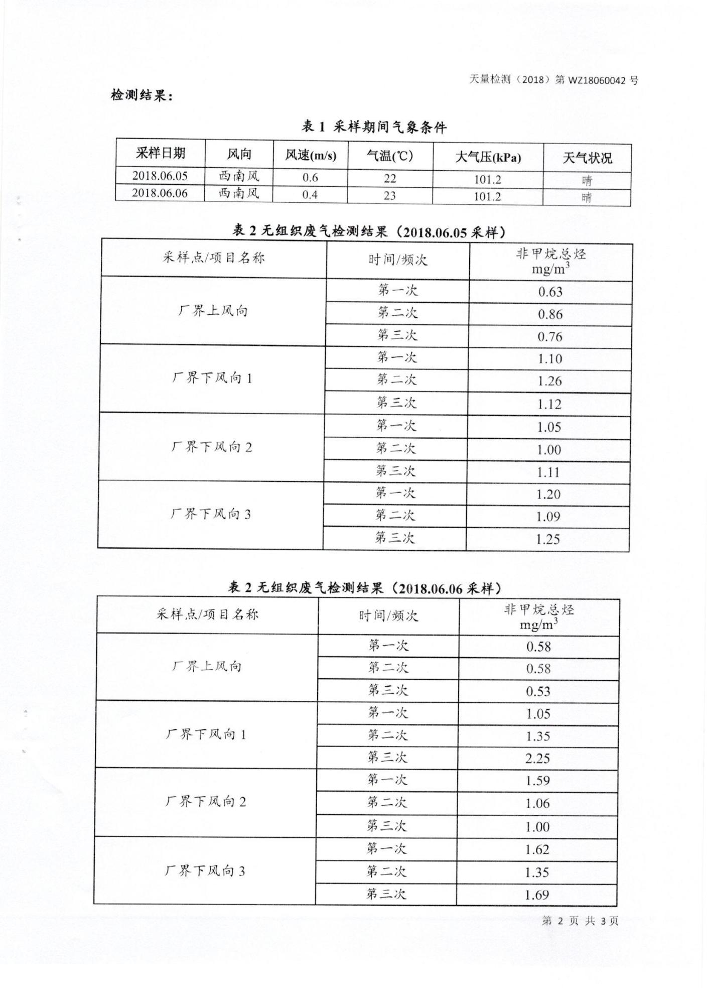 天量检测（2018）第 WZ18060042 号
检测结果：
表 1 采样期间气象条件
采样日期 风向 风速(m/s) 气温(℃) 大气压(kPa) 天气状况
2018.06.05 西南风 0.6 22 101.2 晴
2018.06.06 西南风 0.4 23 101.2 晴
表 2 无组织废气检测结果（2018.06.05 采样）
采样点/项目名称 时间/频次 非甲烷总烃
mg/m³
厂界上风向 第一次 0.63
第二次 0.86
第三次 0.76
厂界下风向 1 第一次 1.10
第二次 1.26
第三次 1.12
厂界下风向 2 第一次 1.05
第二次 1.00
第三次 1.11
厂界下风向 3 第一次 1.20
第二次 1.09
第三次 1.25
表 2 无组织废气检测结果（2018.06.06 采样）
采样点/项目名称 时间/频次 非甲烷总烃
mg/m³
厂界上风向 第一次 0.58
第二次 0.58
第三次 0.53
厂界下风向 1 第一次 1.05
第二次 1.35
第三次 2.25
厂界下风向 2 第一次 1.59
第二次 1.06
第三次 1.00
厂界下风向 3 第一次 1.62
第二次 1.35
第三次 1.69
第 2 页 共 3 页